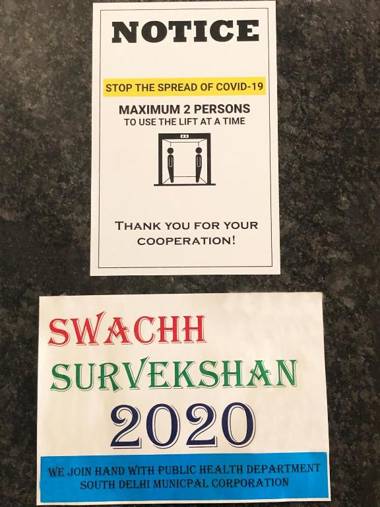 NOTICE
STOP THE SPREAD OF COVID-19
MAXIMUM 2 PERSONS
TO USE THE LIFT AT A TIME
THANK YOU FOR YOUR
COOPERATION!
SWACHH
SURVEKSHAN
2020
WE JOIN HAND WITH PUBLIC HEALTH DEPARTMENT
SOUTH DELHI MUNICPAL CORPORATION